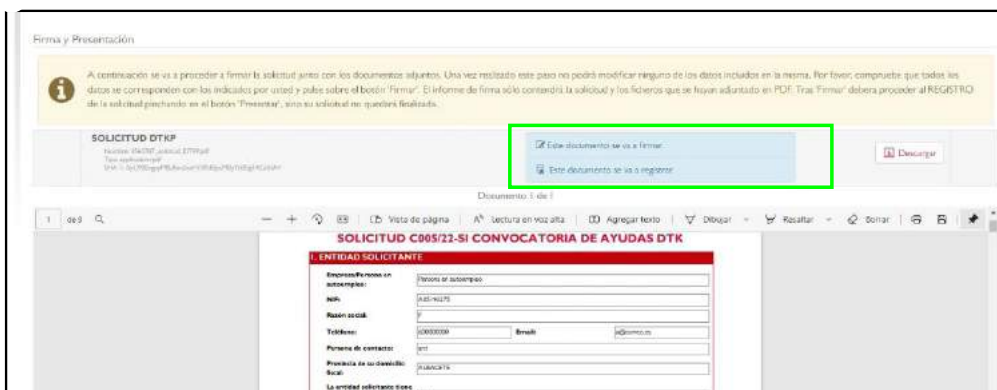 Firma y Presentación
A continuación se va a proceder a firmar la solicitud junto con los documentos adjuntos. Una vez realizado este paso no podrá modificar ninguno de los datos incluidos en la misma. Por favor, compruebe que todos los
datos se corresponden con los indicados por usted y pulse sobre el botón 'Firmar'. El informe de firma sólo contendrá la solicitud y los ficheros que se hayan adjuntado en PDF. Tras 'Firmar' deberá proceder al REGISTRO
de la solicitud pinchando en el botón 'Presentar', sino su solicitud no quedará finalizada.
SOLICITUD DTKP
Este documento se va a firmar.
Descargar
Este documento se va a registrar
Documento 1 de 1
1 de 9 Vista de página Lectura en voz alta Agregar texto Dibujar Resaltar Borrar
SOLICITUD C005/22-SI CONVOCATORIA DE AYUDAS DTK
I. ENTIDAD SOLICITANTE
Empresa/Persona en autoempleo: Persona en autoempleo
NIF:
Razón social:
Teléfono: Email:
Persona de contacto:
Provincia de su domicilio fiscal: ALBACETE
La entidad solicitante tiene